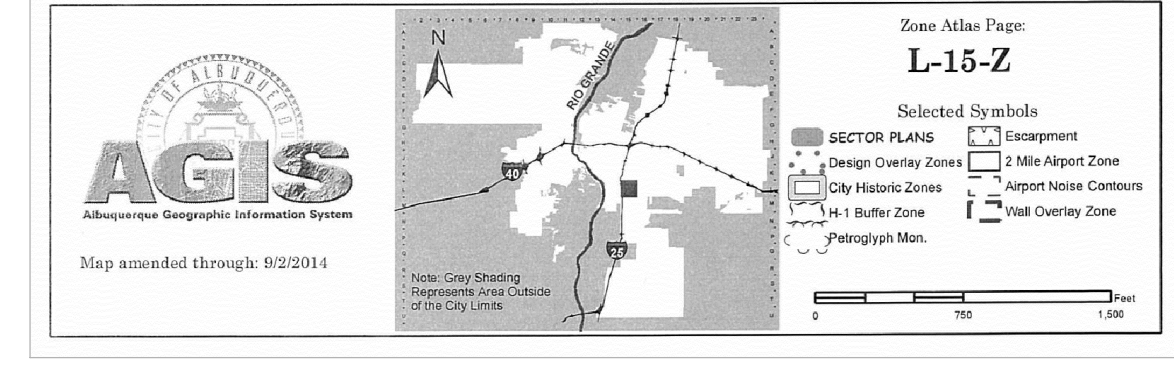 CITY OF ALBUQUERQUE
AGIS
Albuquerque Geographic Information System
Map amended through: 9/2/2014
N
RIO GRANDE
40
25
Note: Grey Shading
Represents Area Outside
of the City Limits
Zone Atlas Page:
L-15-Z
Selected Symbols
SECTOR PLANS
Design Overlay Zones
City Historic Zones
H-1 Buffer Zone
Petroglyph Mon.
Escarpment
2 Mile Airport Zone
Airport Noise Contours
Wall Overlay Zone
Feet
0 750 1,500